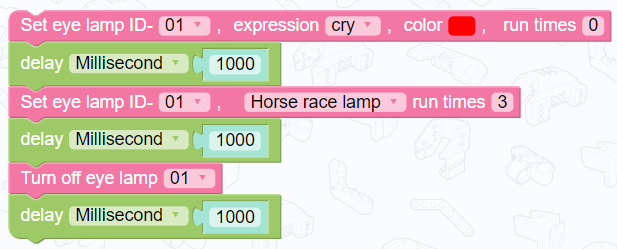 Set eye lamp ID- 01 , expression cry , color , run times 0
delay Millisecond 1000
Set eye lamp ID- 01 , Horse race lamp run times 3
delay Millisecond 1000
Turn off eye lamp 01
delay Millisecond 1000